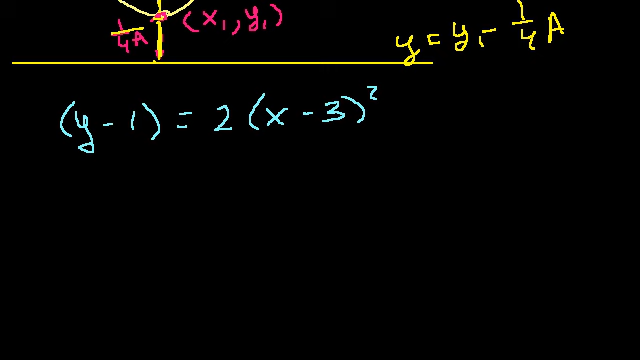 (x₁, y₁)
1/4A
y = y₁ - 1/4 A
(y - 1) = 2 (x - 3)²